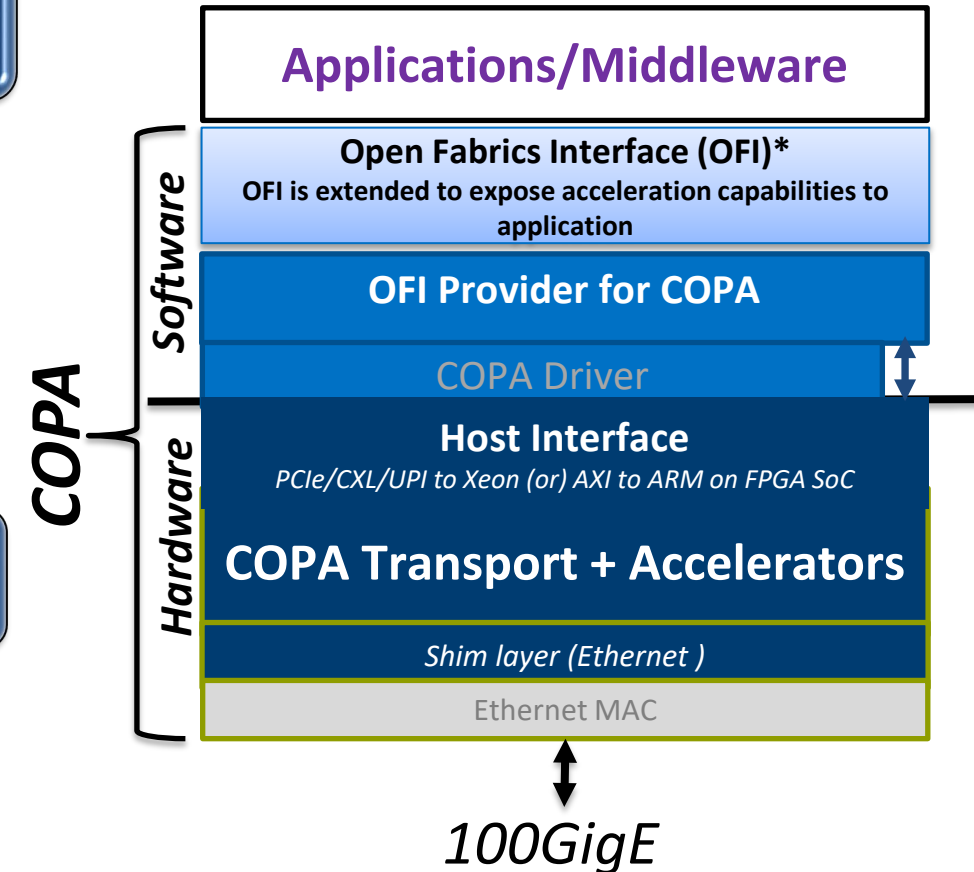 Applications/Middleware
Open Fabrics Interface (OFI)*
OFI is extended to expose acceleration capabilities to
application
OFI Provider for COPA
COPA Driver
Host Interface
PCIe/CXL/UPI to Xeon (or) AXI to ARM on FPGA SoC
COPA Transport + Accelerators
Shim layer (Ethernet )
Ethernet MAC
100GigE
COPA
Software
Hardware